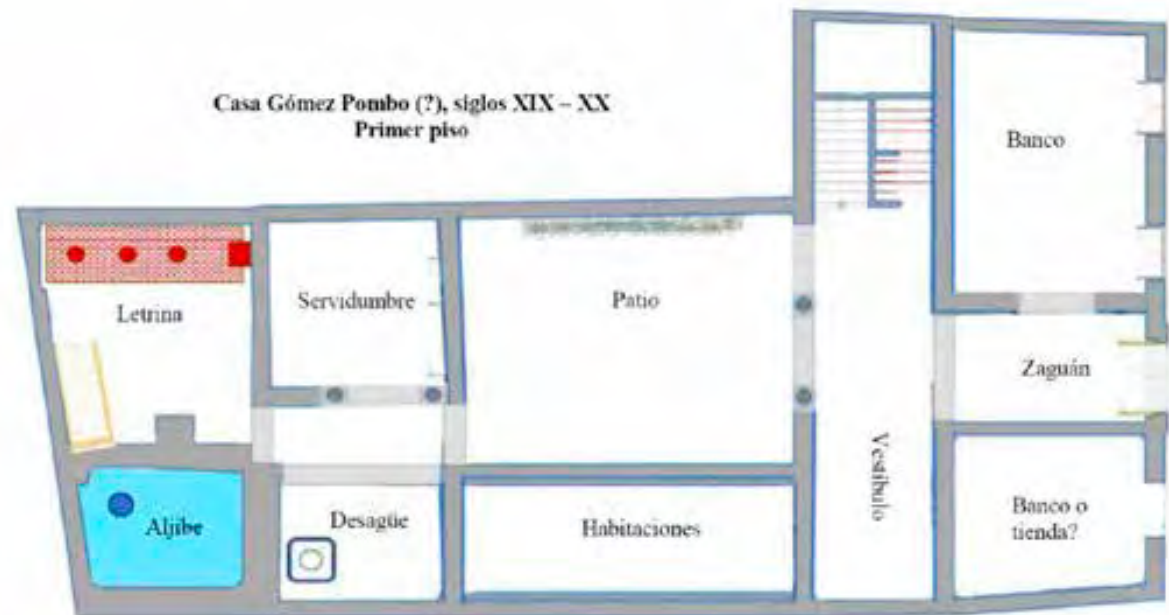 Casa Gómez Pombo (?), siglos XIX – XX
Primer piso
Banco
Letrina
Servidumbre
Patio
Zaguán
Vestíbulo
Aljibe
Desagüe
Habitaciones
Banco o
tienda?